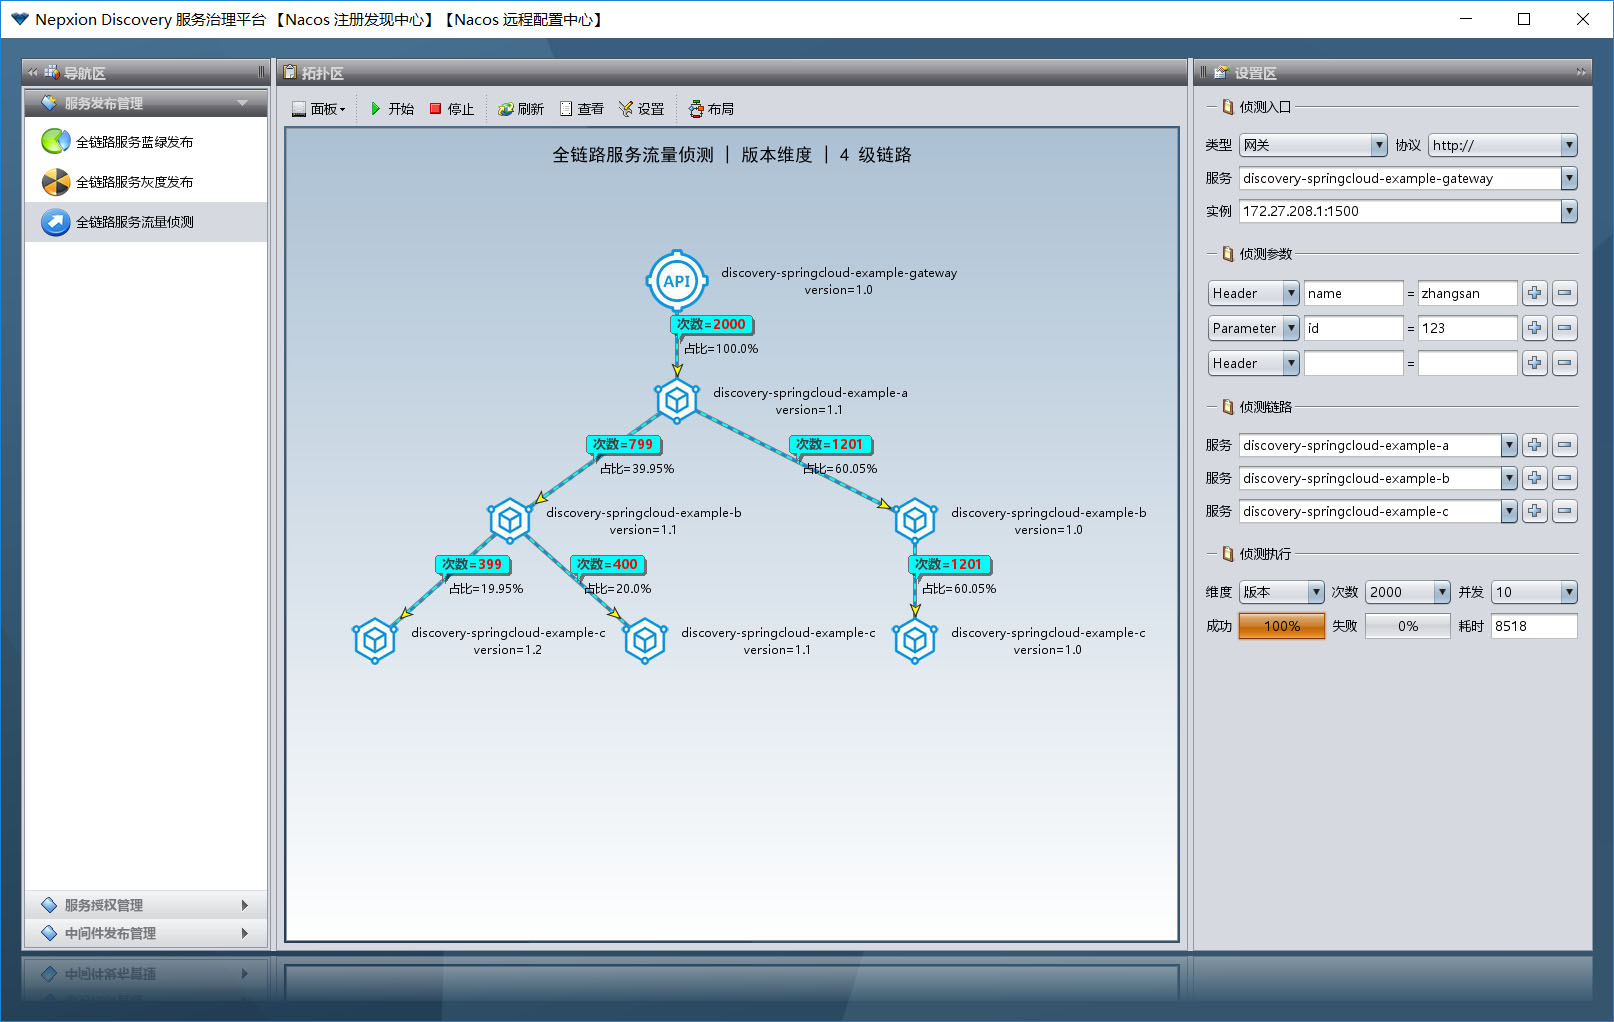 Nepxion Discovery 服务治理平台 【Nacos 注册发现中心】 【Nacos 远程配置中心】
导航区
服务发布管理
全链路服务蓝绿发布
全链路服务灰度发布
全链路服务流量侦测
服务授权管理
中间件发布管理
中间件发布管理
拓扑区
面板 开始 停止 刷新 查看 设置 布局
全链路服务流量侦测 | 版本维度 | 4 级链路
API
discovery-springcloud-example-gateway
version=1.0
次数=2000
占比=100.0%
discovery-springcloud-example-a
version=1.1
次数=799
占比=39.95%
次数=1201
占比=60.05%
discovery-springcloud-example-b
version=1.1
discovery-springcloud-example-b
version=1.0
次数=399
占比=19.95%
次数=400
占比=20.0%
次数=1201
占比=60.05%
discovery-springcloud-example-c
version=1.2
discovery-springcloud-example-c
version=1.1
discovery-springcloud-example-c
version=1.0
设置区
侦测入口
类型 网关 协议 http://
服务 discovery-springcloud-example-gateway
实例 172.27.208.1:1500
侦测参数
Header name = zhangsan
Parameter id = 123
Header =
侦测链路
服务 discovery-springcloud-example-a
服务 discovery-springcloud-example-b
服务 discovery-springcloud-example-c
侦测执行
维度 版本 次数 2000 并发 10
成功 100% 失败 0% 耗时 8518